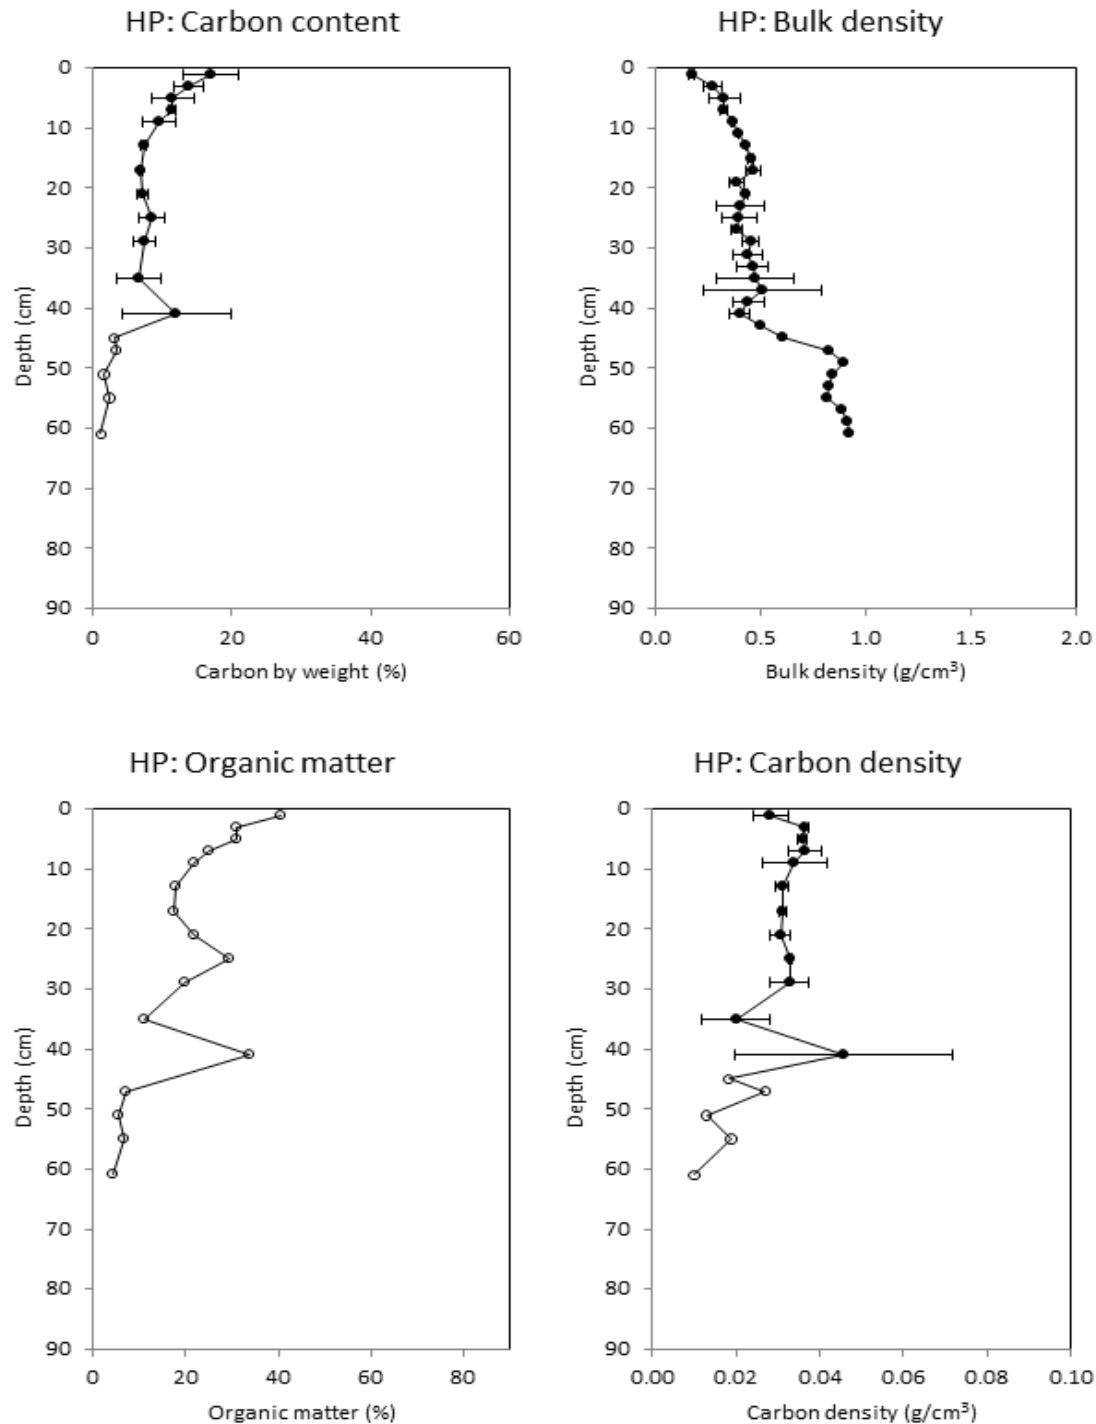 HP: Carbon content
0
10
20
30
40
50
60
70
80
90
Depth (cm)
0 20 40 60
Carbon by weight (%)
HP: Bulk density
0
10
20
30
40
50
60
70
80
90
Depth (cm)
0.0 0.5 1.0 1.5 2.0
Bulk density (g/cm³)
HP: Organic matter
0
10
20
30
40
50
60
70
80
90
Depth (cm)
0 20 40 60 80
Organic matter (%)
HP: Carbon density
0
10
20
30
40
50
60
70
80
90
Depth (cm)
0.00 0.02 0.04 0.06 0.08 0.10
Carbon density (g/cm³)